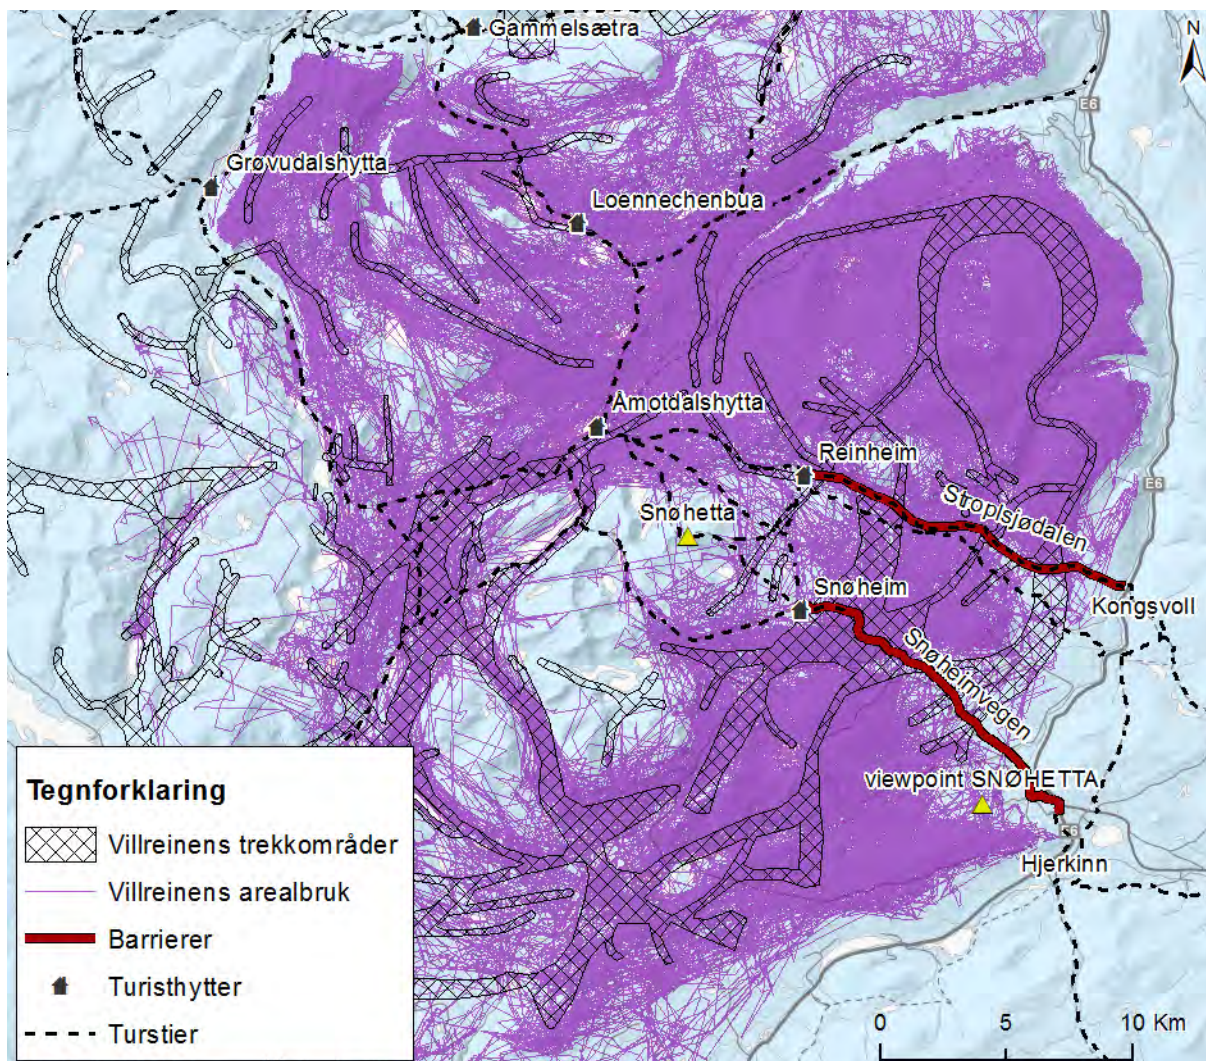 Gammelsætra
N
E6
Grøvudalshytta
Loennechenbua
Åmotdalshytta
Reinheim
E6
Snøhetta
Stroplsjødalen
Snøheim
Kongsvoll
Snøheimvegen
viewpoint SNØHETTA
E6
Hjerkinn
Tegnforklaring
Villreinens trekkområder
Villreinens arealbruk
Barrierer
Turisthytter
Turstier
0 5 10 Km